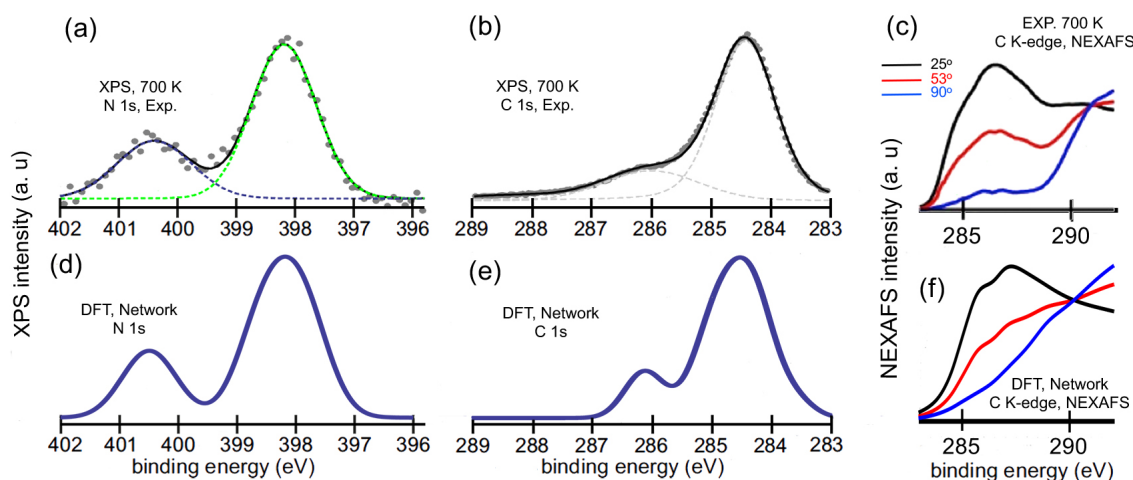 (a)
XPS, 700 K
N 1s, Exp.
402 401 400 399 398 397 396
(b)
XPS, 700 K
C 1s, Exp.
289 288 287 286 285 284 283
(c)
EXP. 700 K
C K-edge, NEXAFS
25º
53º
90º
285 290
XPS intensity (a. u)
NEXAFS intensity (a. u)
(d)
DFT, Network
N 1s
402 401 400 399 398 397 396
binding energy (eV)
(e)
DFT, Network
C 1s
289 288 287 286 285 284 283
binding energy (eV)
(f)
DFT, Network
C K-edge, NEXAFS
285 290
binding energy (eV)